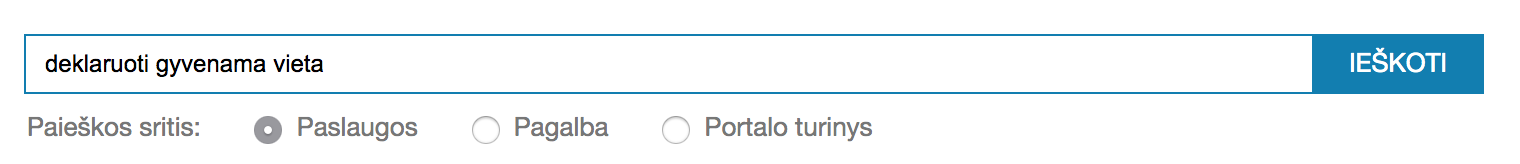 deklaruoti gyvenama vieta IEŠKOTI
Paieškos sritis: Paslaugos Pagalba Portalo turinys